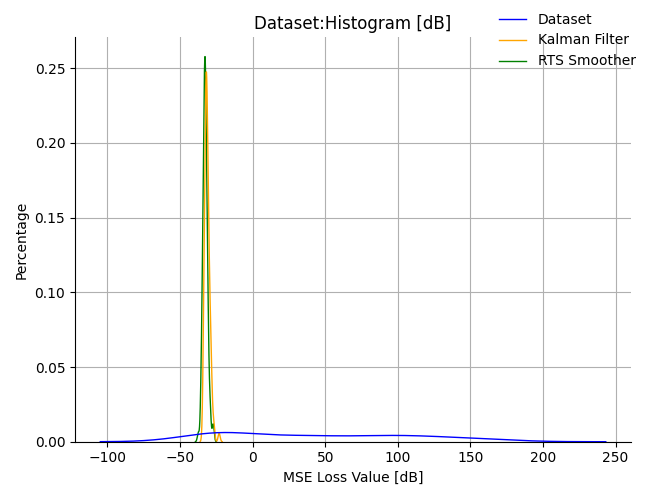 Dataset:Histogram [dB]
Dataset
Kalman Filter
RTS Smoother
0.25
0.20
0.15
0.10
0.05
0.00
Percentage
−100 −50 0 50 100 150 200 250
MSE Loss Value [dB]